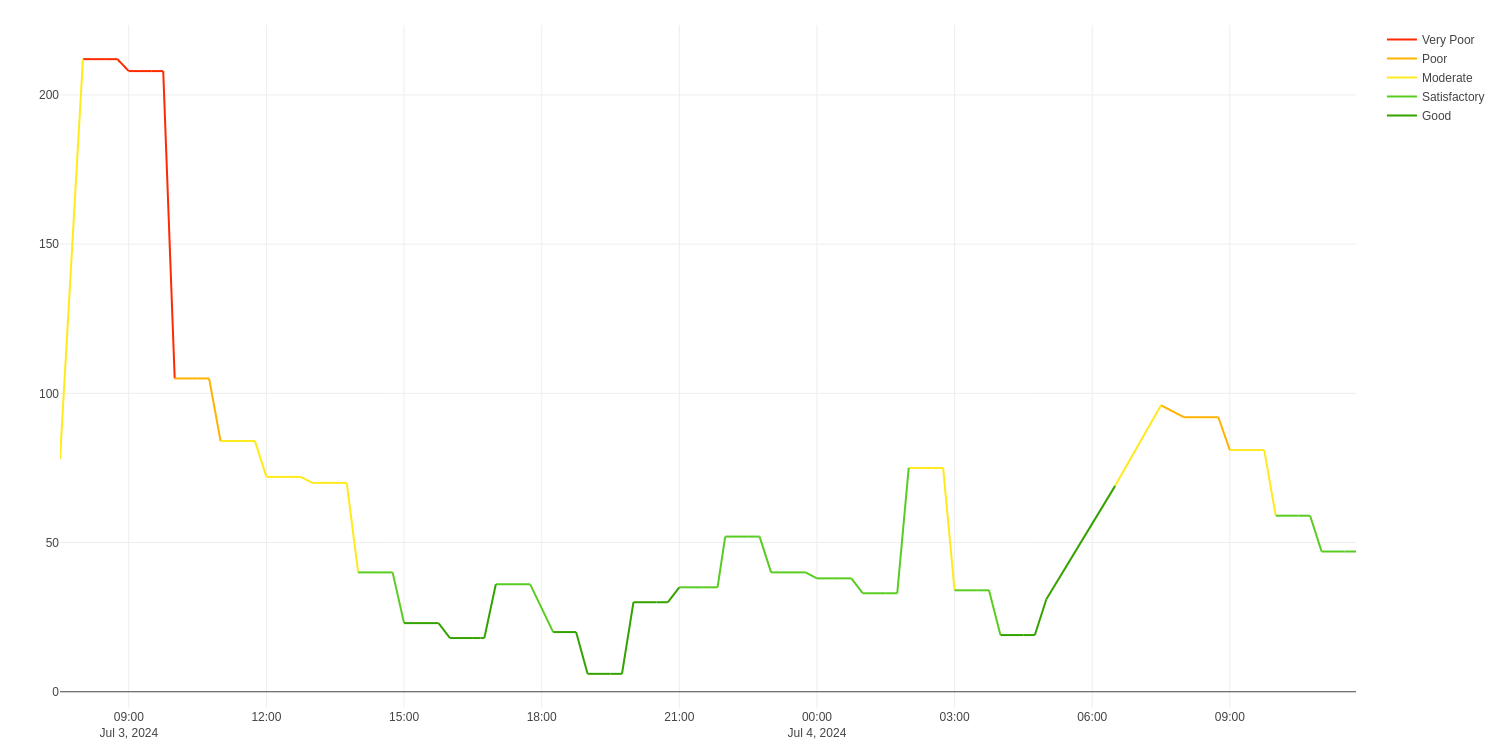 200
150
100
50
0
09:00
Jul 3, 2024
12:00
15:00
18:00
21:00
00:00
Jul 4, 2024
03:00
06:00
09:00
Very Poor
Poor
Moderate
Satisfactory
Good